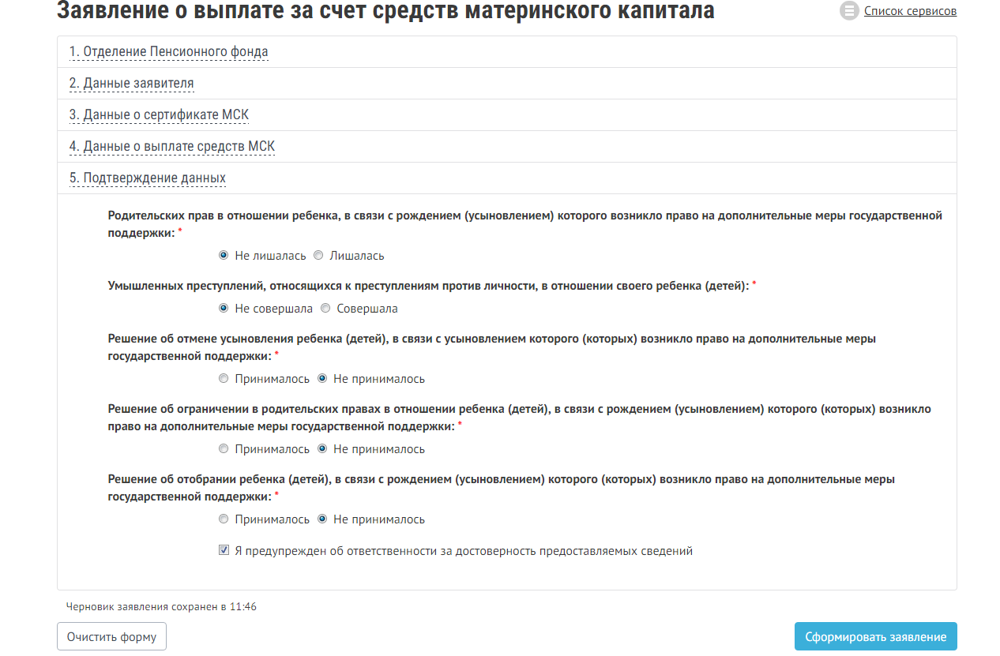 Заявление о выплате за счет средств материнского капитала
Список сервисов
1. Отделение Пенсионного фонда
2. Данные заявителя
3. Данные о сертификате МСК
4. Данные о выплате средств МСК
5. Подтверждение данных
Родительских прав в отношении ребенка, в связи с рождением (усыновлением) которого возникло право на дополнительные меры государственной
поддержки: *
Не лишалась Лишалась
Умышленных преступлений, относящихся к преступлениям против личности, в отношении своего ребенка (детей): *
Не совершала Совершала
Решение об отмене усыновления ребенка (детей), в связи с усыновлением которого (которых) возникло право на дополнительные меры
государственной поддержки: *
Принималось Не принималось
Решение об ограничении в родительских правах в отношении ребенка (детей), в связи с рождением (усыновлением) которого (которых) возникло
право на дополнительные меры государственной поддержки: *
Принималось Не принималось
Решение об отобрании ребенка (детей), в связи с рождением (усыновлением) которого (которых) возникло право на дополнительные меры
государственной поддержки: *
Принималось Не принималось
Я предупрежден об ответственности за достоверность предоставляемых сведений
Черновик заявления сохранен в 11:46
Очистить форму
Сформировать заявление